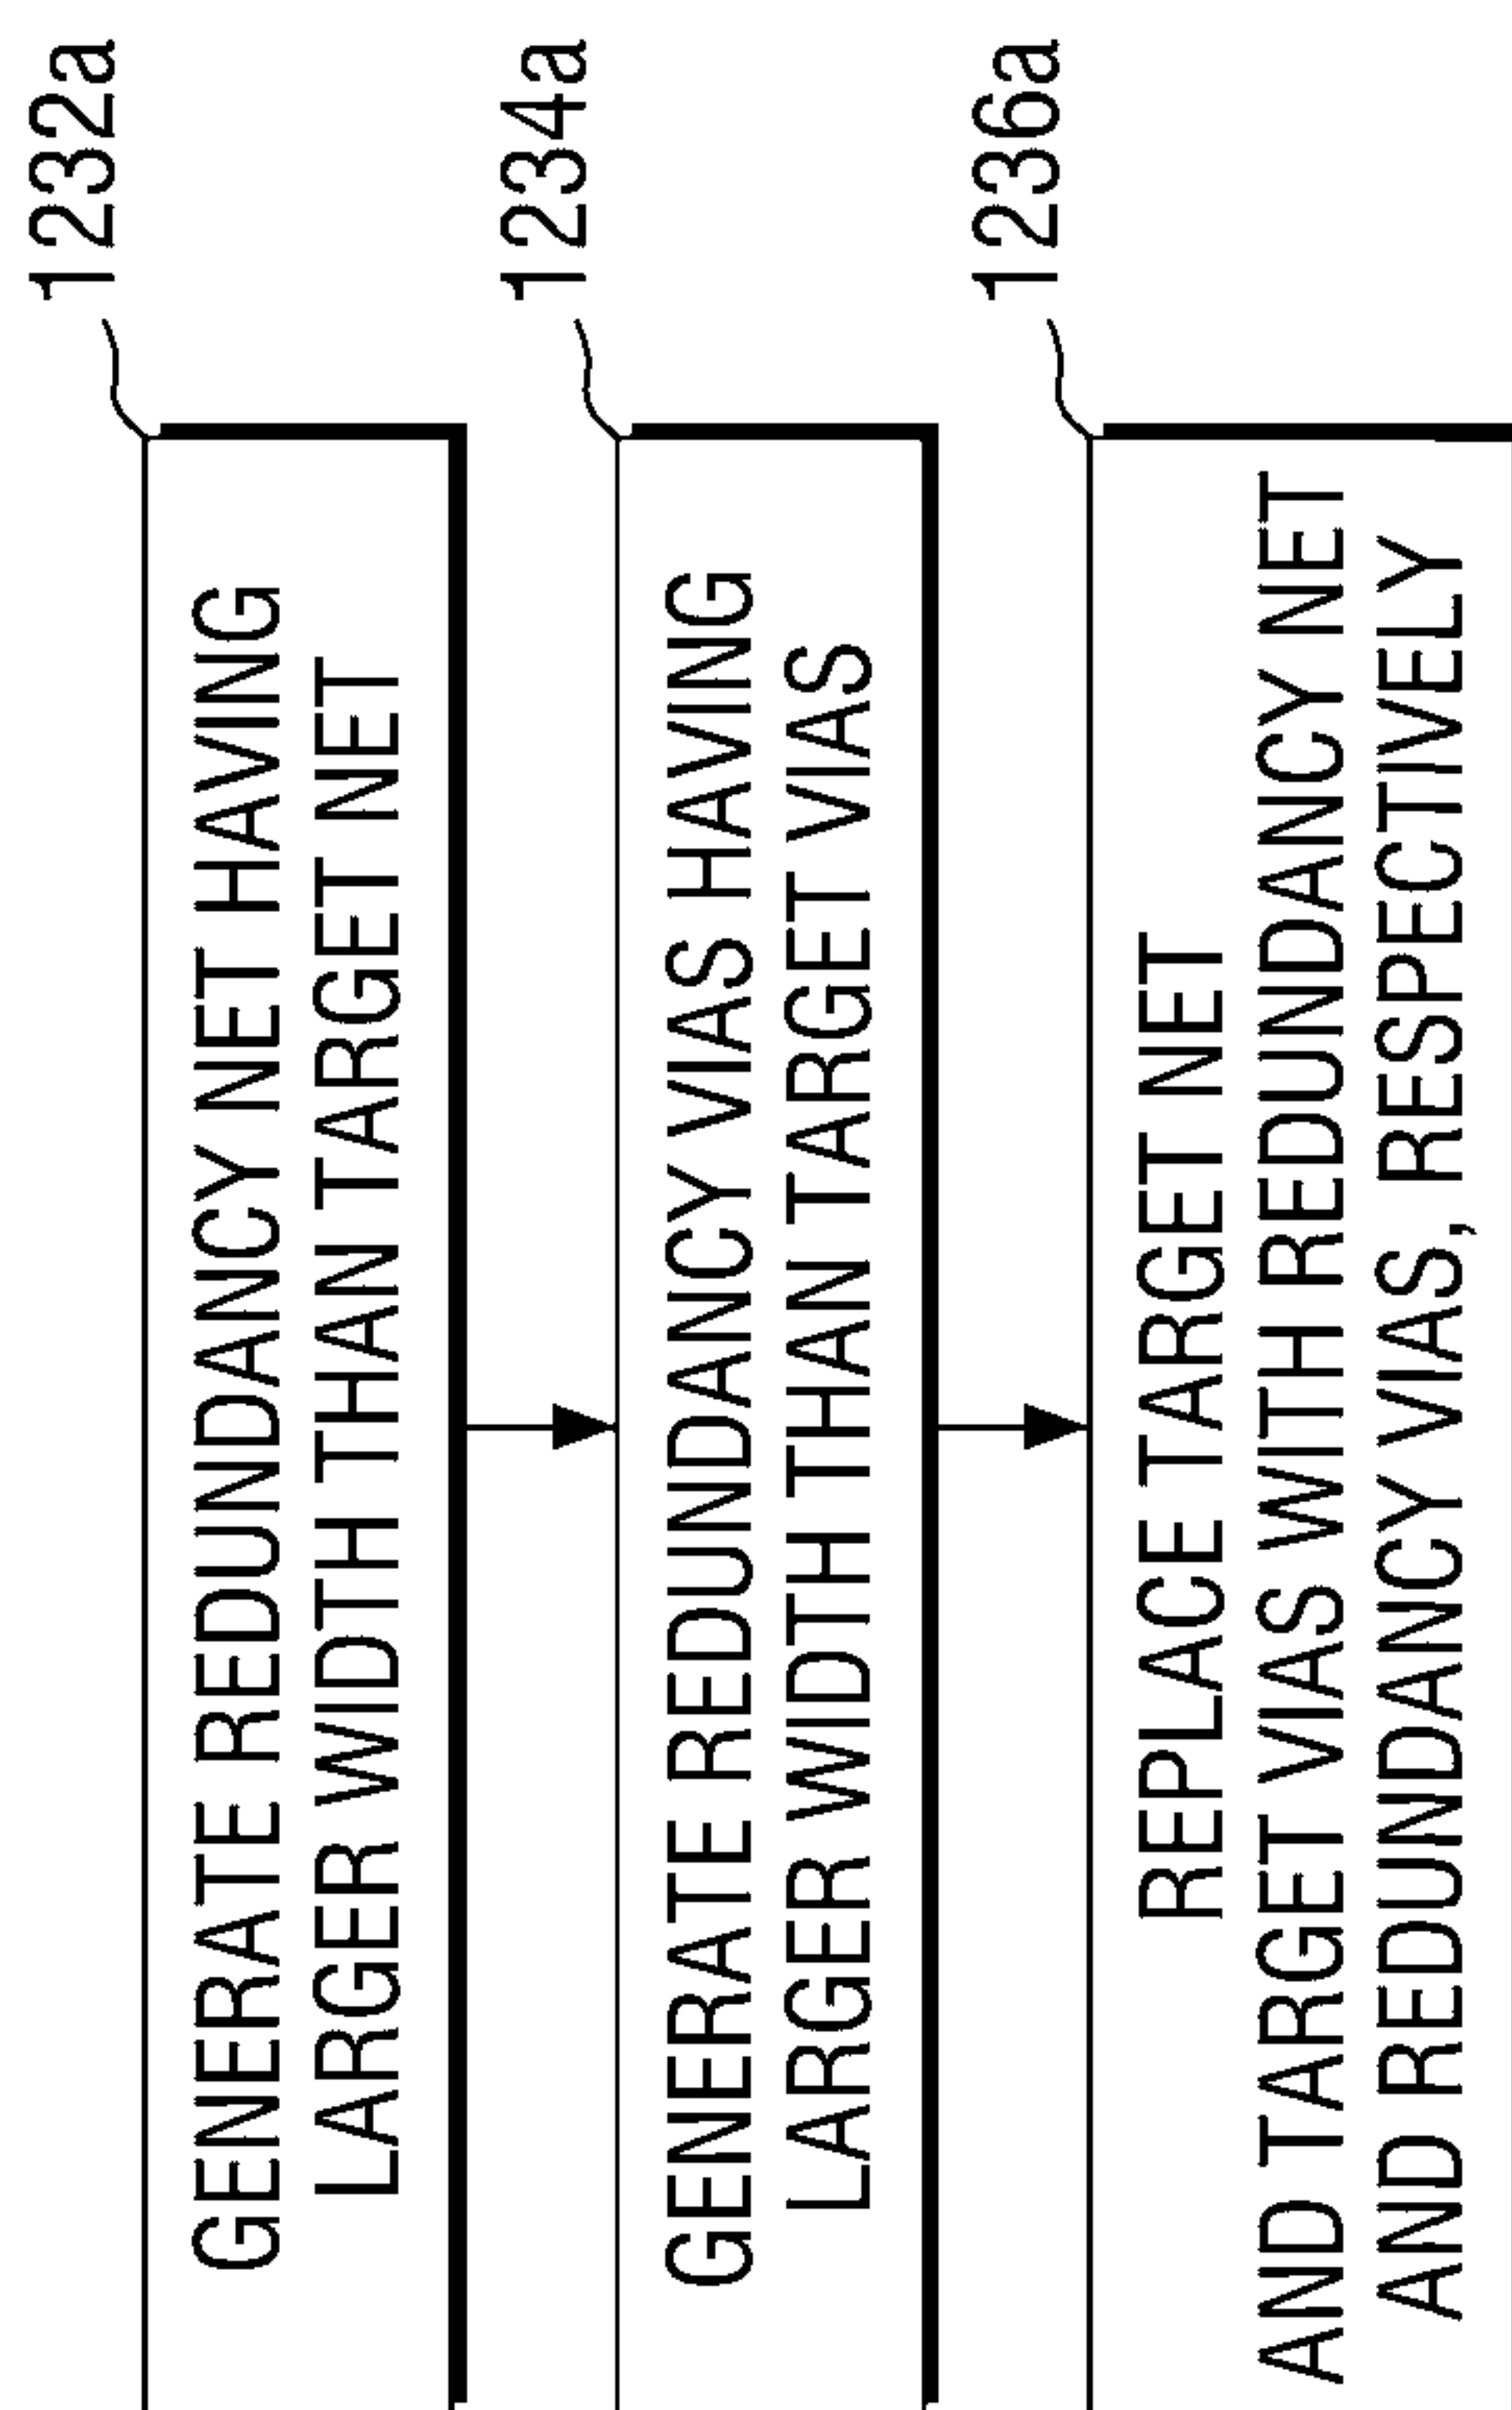 1232a
GENERATE REDUNDANCY NET HAVING
LARGER WIDTH THAN TARGET NET
1234a
GENERATE REDUNDANCY VIAS HAVING
LARGER WIDTH THAN TARGET VIAS
1236a
REPLACE TARGET NET
AND TARGET VIAS WITH REDUNDANCY NET
AND REDUNDANCY VIAS, RESPECTIVELY